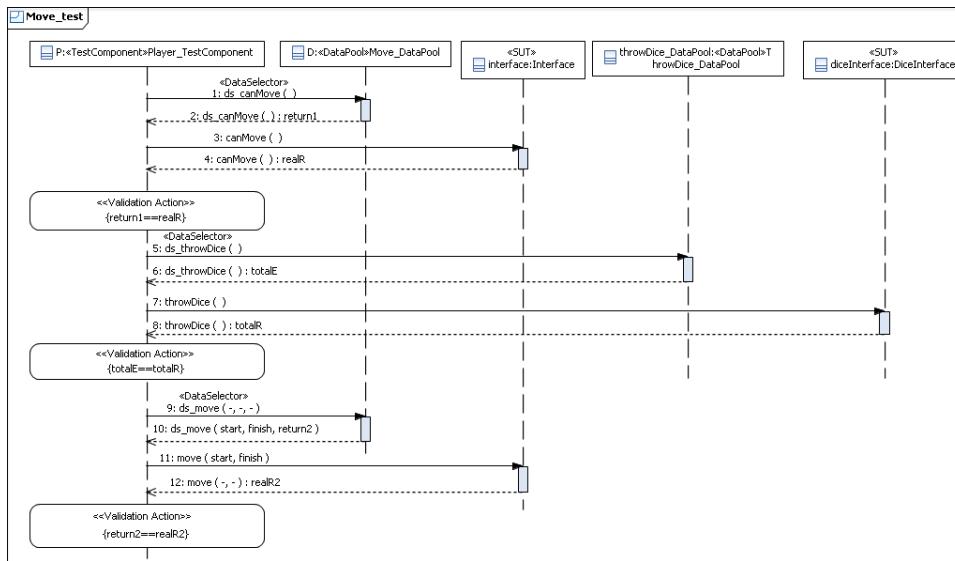 Move_test
P:«TestComponent»Player_TestComponent
D:«DataPool»Move_DataPool
«SUT»
interface:Interface
throwDice_DataPool:«DataPool»T
hrowDice_DataPool
«SUT»
diceInterface:DiceInterface
«DataSelector»
1: ds_canMove ( )
2: ds_canMove ( ) : return1
3: canMove ( )
4: canMove ( ) : realR
<<Validation Action>>
{return1==realR}
«DataSelector»
5: ds_throwDice ( )
6: ds_throwDice ( ) : totalE
7: throwDice ( )
8: throwDice ( ) : totalR
<<Validation Action>>
{totalE==totalR}
«DataSelector»
9: ds_move ( -, -, - )
10: ds_move ( start, finish, return2 )
11: move ( start, finish )
12: move ( -, - ) : realR2
<<Validation Action>>
{return2==realR2}